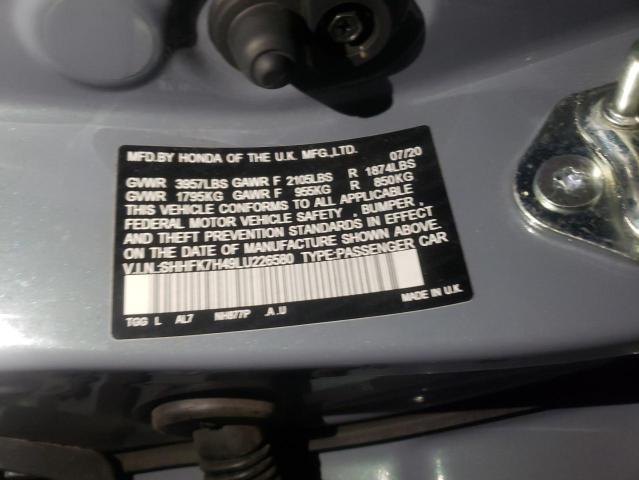 MFD.BY HONDA OF THE U.K. MFG.,LTD. 07/20
GVWR 3957LBS GAWR F 2105LBS R 1874LBS
GVWR 1795KG GAWR F 955KG R 850KG
THIS VEHICLE CONFORMS TO ALL APPLICABLE
FEDERAL MOTOR VEHICLE SAFETY , BUMPER ,
AND THEFT PREVENTION STANDARDS IN EFFECT
ON THE DATE OF MANUFACTURE SHOWN ABOVE.
V.I.N.:SHHFK7H49LU226580 TYPE:PASSENGER CAR
TGG L AL7 NH877P .A .U MADE IN U.K.